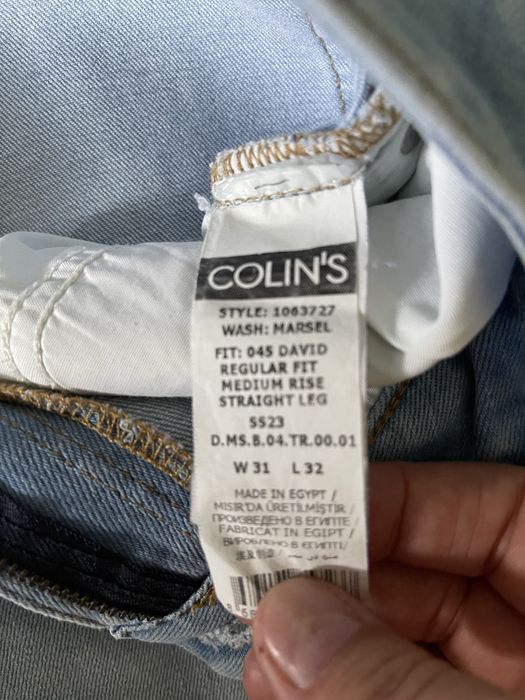 COLIN'S
STYLE: 1063727
WASH: MARSEL
FIT: 045 DAVID
REGULAR FIT
MEDIUM RISE
STRAIGHT LEG
SS23
D.MS.B.04.TR.00.01
W 31 L 32
MADE IN EGYPT /
MISIR'DA ÜRETİLMİŞTİR /
ПРОИЗВЕДЕНО В ЕГИПТЕ /
FABRICAT IN EGIPT /
ВИРОБЛЕНО В ЄГИПТІ/